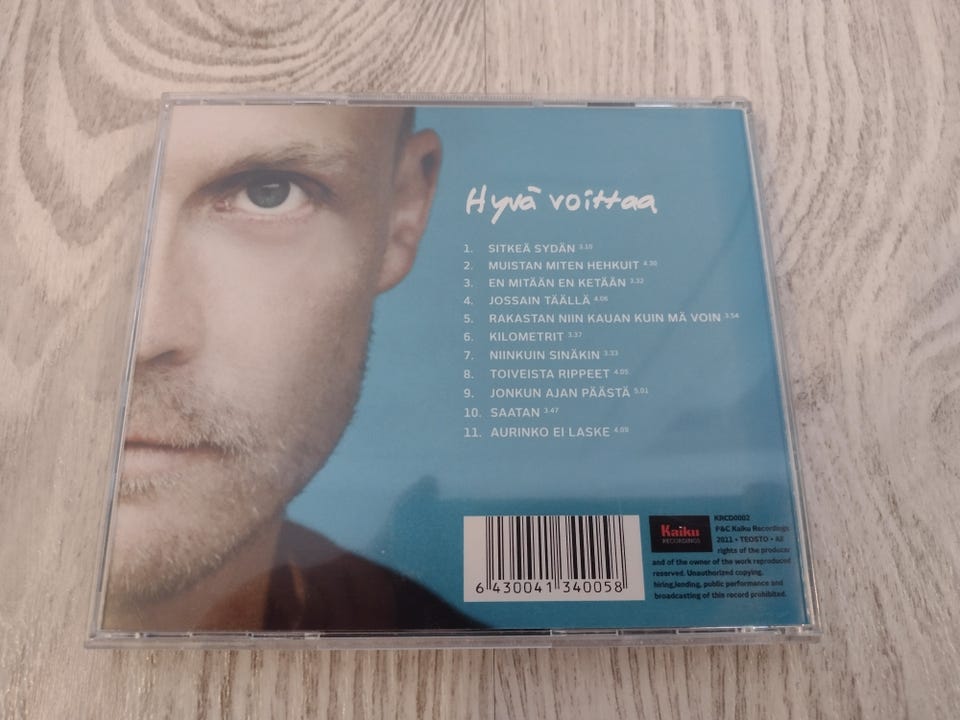 Hyvä voittaa
1. SITKEÄ SYDÄN 3.10
2. MUISTAN MITEN HEHKUIT 4.30
3. EN MITÄÄN EN KETÄÄN 3.32
4. JOSSAIN TÄÄLLÄ 4.06
5. RAKASTAN NIIN KAUAN KUIN MÄ VOIN 3.54
6. KILOMETRIT 3.37
7. NIINKUIN SINÄKIN 3.33
8. TOIVEISTA RIPPEET 4.05
9. JONKUN AJAN PÄÄSTÄ 5.01
10. SAATAN 3.47
11. AURINKO EI LASKE 4.09
6 430041 340058
Kaiku
RECORDINGS
KRCD0002
P&C Kaiku Recordings
2011 • TEOSTO • All
rights of the producer
and of the owner of the work reproduced
reserved. Unauthorized copying,
hiring,lending, public performance and
broadcasting of this record prohibited.